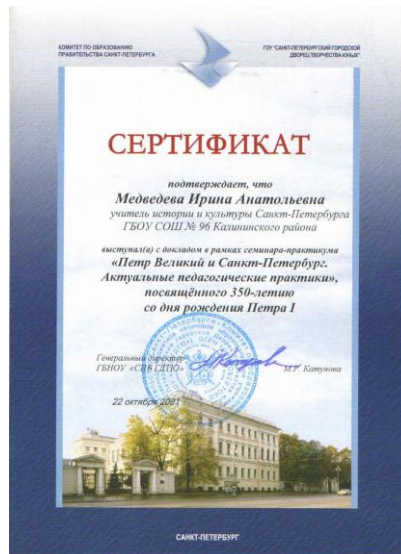 КОМИТЕТ ПО ОБРАЗОВАНИЮ
ПРАВИТЕЛЬСТВА САНКТ-ПЕТЕРБУРГА
ГОУ "САНКТ-ПЕТЕРБУРГСКИЙ ГОРОДСКОЙ
ДВОРЕЦ ТВОРЧЕСТВА ЮНЫХ"
СЕРТИФИКАТ
подтверждает, что
Медведева Ирина Анатольевна
учитель истории и культуры Санкт-Петербурга
ГБОУ СОШ № 96 Калининского района
выступал(а) с докладом в рамках семинара-практикума
«Петр Великий и Санкт-Петербург.
Актуальные педагогические практики»,
посвящённого 350-летию
со дня рождения Петра I
Генеральный директор
ГБНОУ «СПБ ГДТЮ»
М.Р. Катунова
22 октября 2021
САНКТ-ПЕТЕРБУРГ